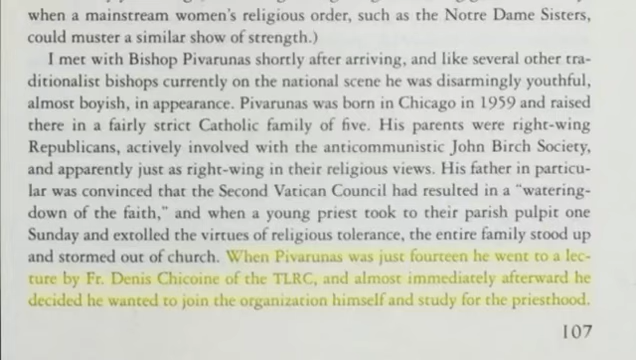 when a mainstream women's religious order, such as the Notre Dame Sisters,
could muster a similar show of strength.)
I met with Bishop Pivarunas shortly after arriving, and like several other tra-
ditionalist bishops currently on the national scene he was disarmingly youthful,
almost boyish, in appearance. Pivarunas was born in Chicago in 1959 and raised
there in a fairly strict Catholic family of five. His parents were right-wing
Republicans, actively involved with the anticommunistic John Birch Society,
and apparently just as right-wing in their religious views. His father in particu-
lar was convinced that the Second Vatican Council had resulted in a "watering-
down of the faith," and when a young priest took to their parish pulpit one
Sunday and extolled the virtues of religious tolerance, the entire family stood up
and stormed out of church. When Pivarunas was just fourteen he went to a lec-
ture by Fr. Denis Chicoine of the TLRC, and almost immediately afterward he
decided he wanted to join the organization himself and study for the priesthood.
107